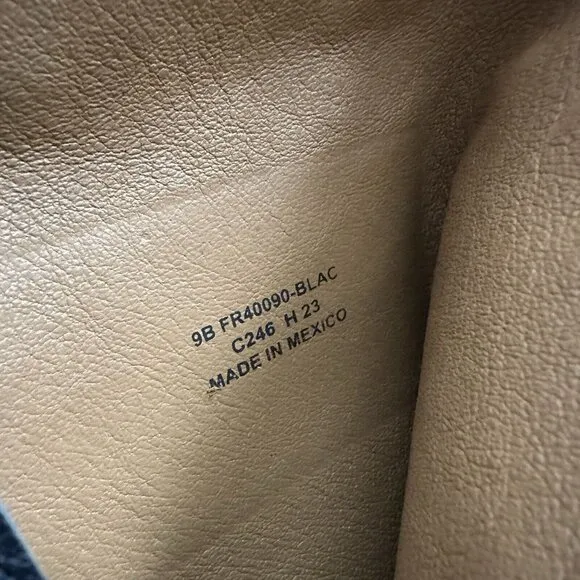 9B FR40090-BLAC
C246 H 23
MADE IN MEXICO